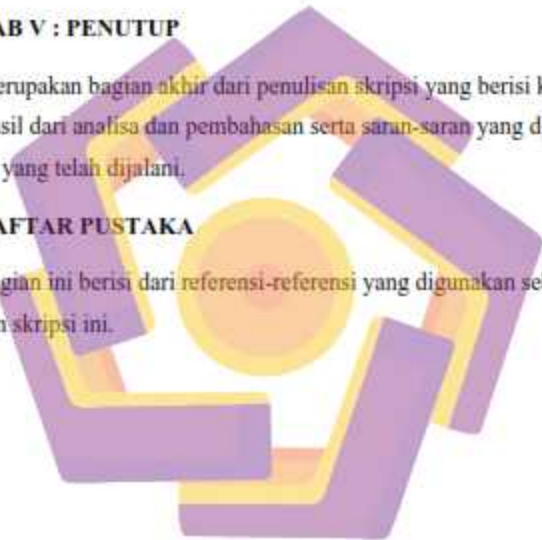 AB V : PENUTUP
erupakan bagian akhir dari penulisan skripsi yang berisi k
sil dari analisa dan pembahasan serta saran-saran yang d
yang telah dijalani.
AFTAR PUSTAKA
gian ini berisi dari referensi-referensi yang digunakan se
n skripsi ini.